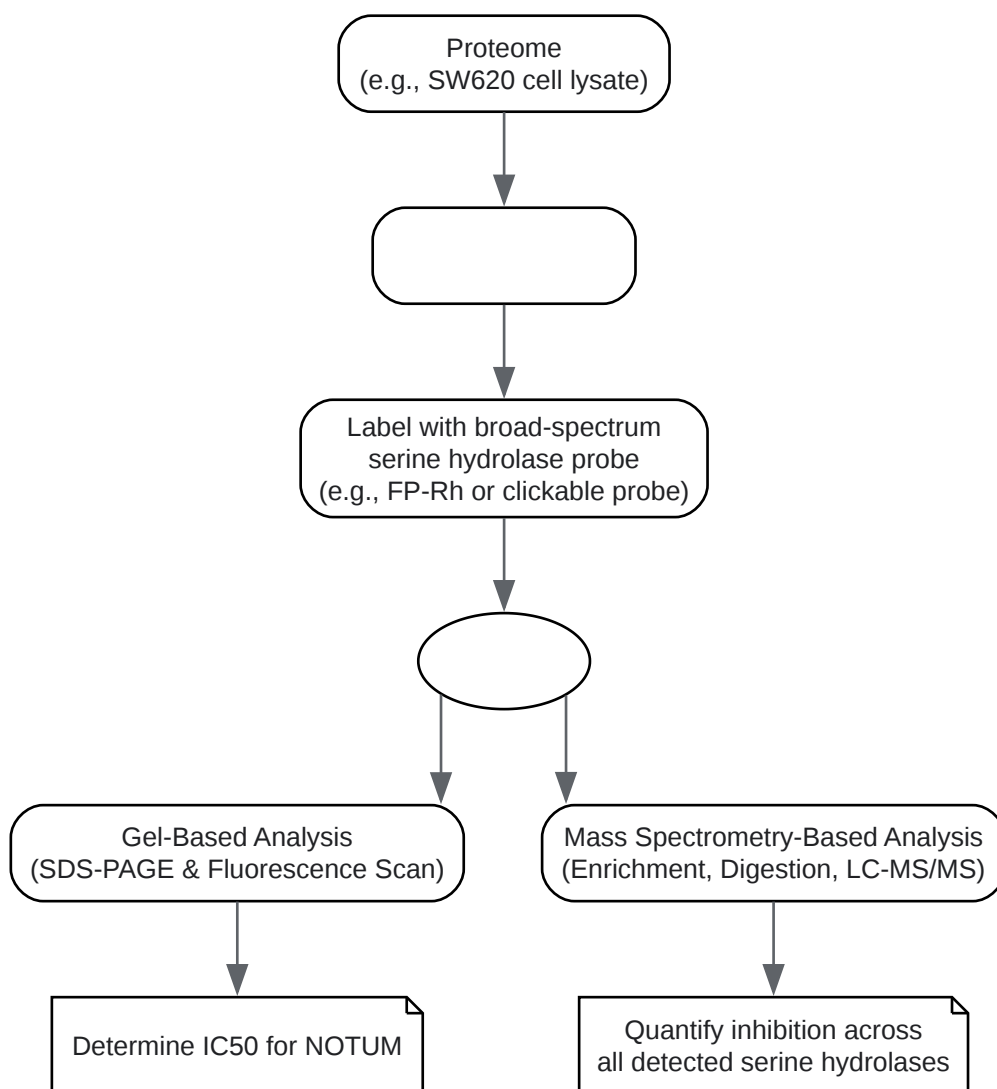 Proteome
(e.g., SW620 cell lysate)
Label with broad-spectrum
serine hydrolase probe
(e.g., FP-Rh or clickable probe)
Gel-Based Analysis
(SDS-PAGE & Fluorescence Scan)
Mass Spectrometry-Based Analysis
(Enrichment, Digestion, LC-MS/MS)
Determine IC50 for NOTUM
Quantify inhibition across
all detected serine hydrolases